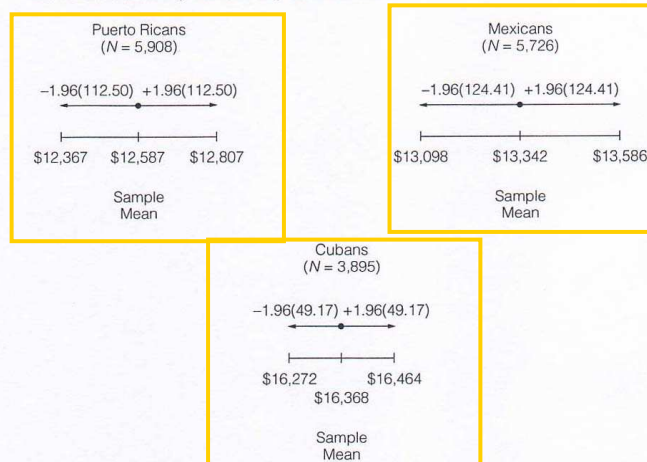 Puerto Ricans
(N = 5,908)
−1.96(112.50) +1.96(112.50)
$12,367 $12,587 $12,807
Sample
Mean
Mexicans
(N = 5,726)
−1.96(124.41) +1.96(124.41)
$13,098 $13,342 $13,586
Sample
Mean
Cubans
(N = 3,895)
−1.96(49.17) +1.96(49.17)
$16,272 $16,464
$16,368
Sample
Mean